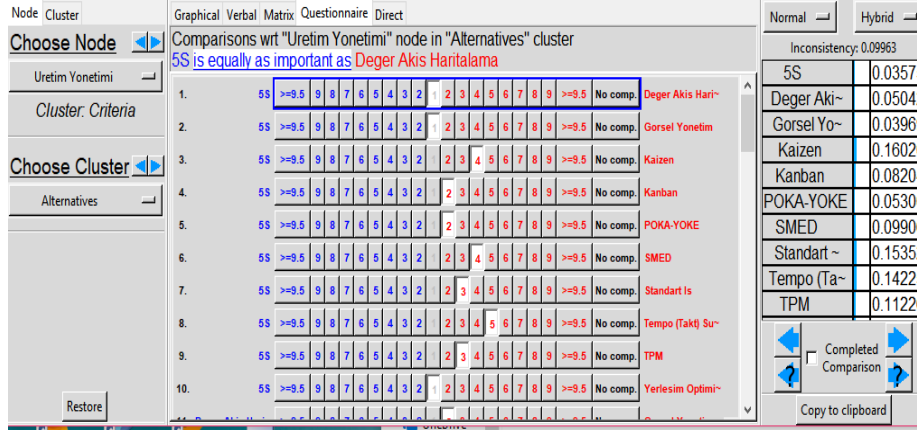 Node Cluster
Choose Node
Uretim Yonetimi
Cluster: Criteria
Choose Cluster
Alternatives
Restore
Graphical Verbal Matrix Questionnaire Direct
Comparisons wrt "Uretim Yonetimi" node in "Alternatives" cluster
5S is equally as important as Deger Akis Haritalama
1. 5S >=9.5 9 8 7 6 5 4 3 2 1 2 3 4 5 6 7 8 9 >=9.5 No comp. Deger Akis Hari~
2. 5S >=9.5 9 8 7 6 5 4 3 2 1 2 3 4 5 6 7 8 9 >=9.5 No comp. Gorsel Yonetim
3. 5S >=9.5 9 8 7 6 5 4 3 2 1 2 3 4 5 6 7 8 9 >=9.5 No comp. Kaizen
4. 5S >=9.5 9 8 7 6 5 4 3 2 1 2 3 4 5 6 7 8 9 >=9.5 No comp. Kanban
5. 5S >=9.5 9 8 7 6 5 4 3 2 1 2 3 4 5 6 7 8 9 >=9.5 No comp. POKA-YOKE
6. 5S >=9.5 9 8 7 6 5 4 3 2 1 2 3 4 5 6 7 8 9 >=9.5 No comp. SMED
7. 5S >=9.5 9 8 7 6 5 4 3 2 1 2 3 4 5 6 7 8 9 >=9.5 No comp. Standart Is
8. 5S >=9.5 9 8 7 6 5 4 3 2 1 2 3 4 5 6 7 8 9 >=9.5 No comp. Tempo (Takt) Su~
9. 5S >=9.5 9 8 7 6 5 4 3 2 1 2 3 4 5 6 7 8 9 >=9.5 No comp. TPM
10. 5S >=9.5 9 8 7 6 5 4 3 2 1 2 3 4 5 6 7 8 9 >=9.5 No comp. Yerlesim Optimi~
Normal Hybrid
Inconsistency: 0.09963
5S 0.0357
Deger Aki~ 0.0504
Gorsel Yo~
Kaizen 0.1602
Kanban 0.0820
POKA-YOKE 0.0530
SMED 0.0990
Standart ~ 0.1535
Tempo (Ta~ 0.1422
TPM 0.1122
Completed
Comparison
Copy to clipboard